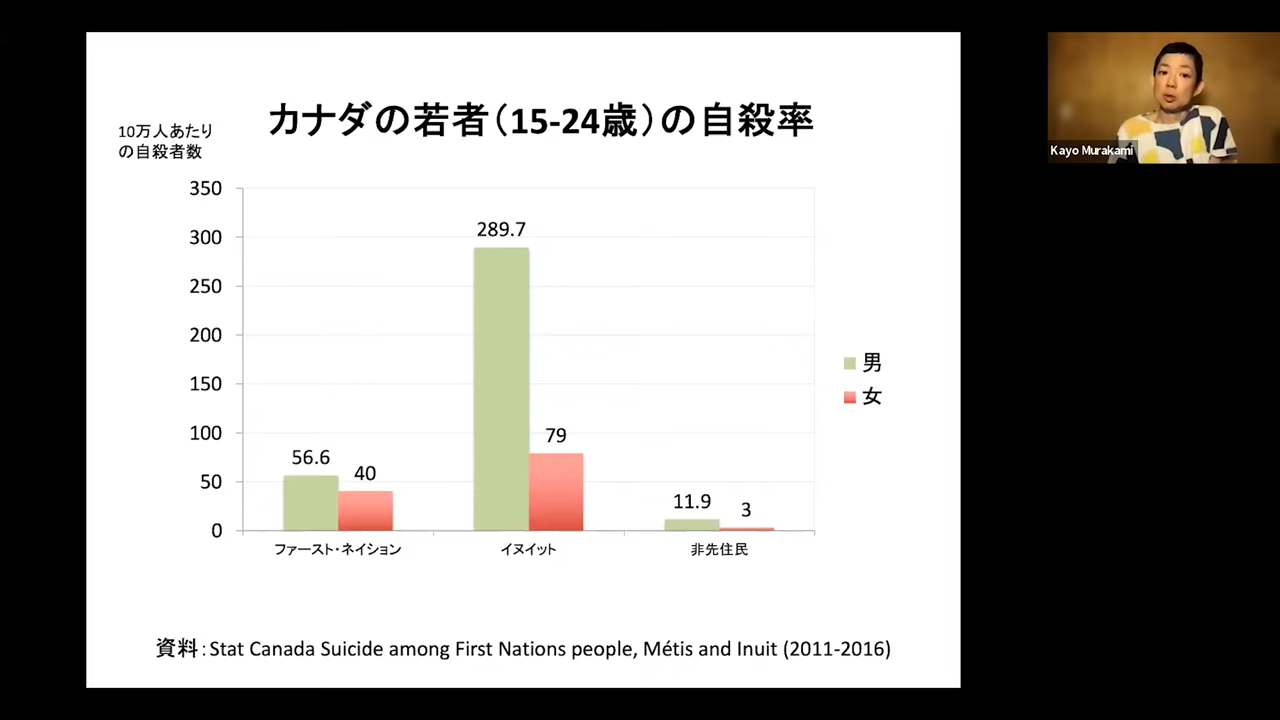 カナダの若者（15-24歳）の自殺率
10万人あたり
の自殺者数
350
300
250
200
150
100
50
0
56.6
40
289.7
79
11.9
3
ファースト・ネイション
イヌイット
非先住民
男
女
資料：Stat Canada Suicide among First Nations people, Métis and Inuit (2011-2016)
Kayo Murakami